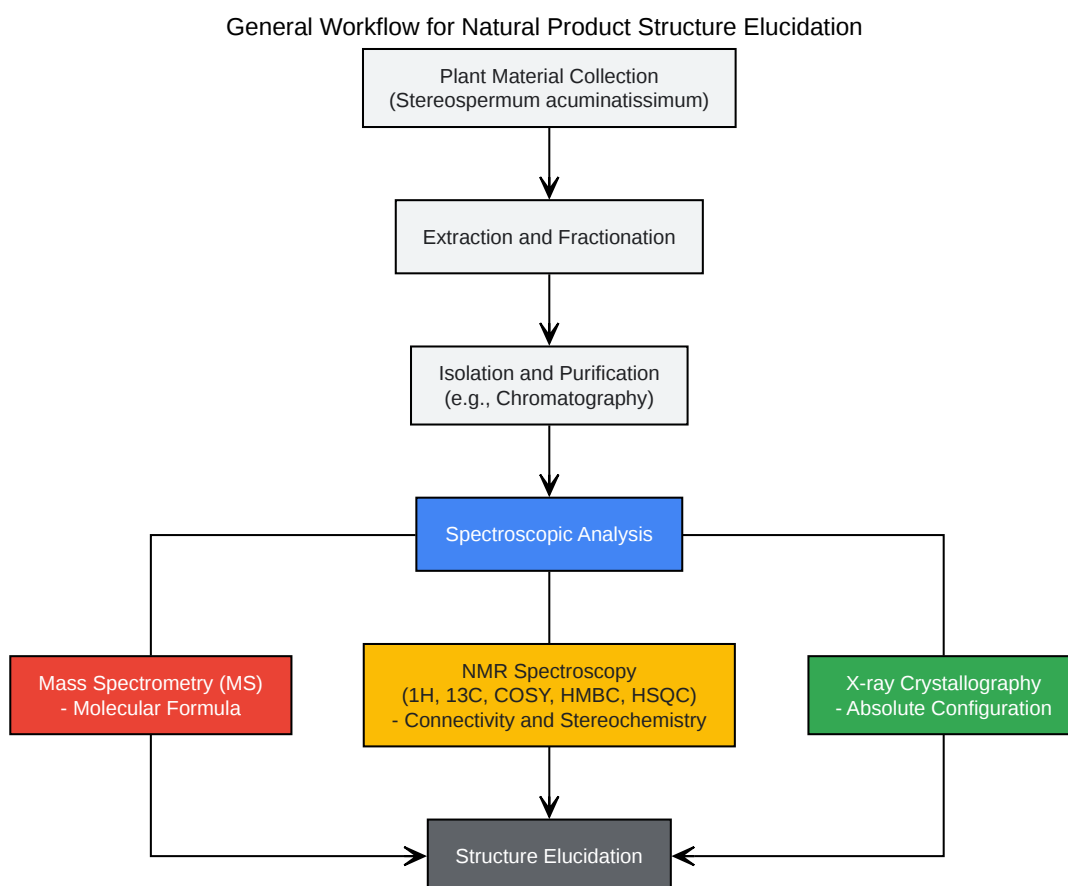 General Workflow for Natural Product Structure Elucidation
Plant Material Collection
(Stereospermum acuminatissimum)
Extraction and Fractionation
Isolation and Purification
(e.g., Chromatography)
Spectroscopic Analysis
Mass Spectrometry (MS)
- Molecular Formula
NMR Spectroscopy
(1H, 13C, COSY, HMBC, HSQC)
- Connectivity and Stereochemistry
X-ray Crystallography
- Absolute Configuration
Structure Elucidation